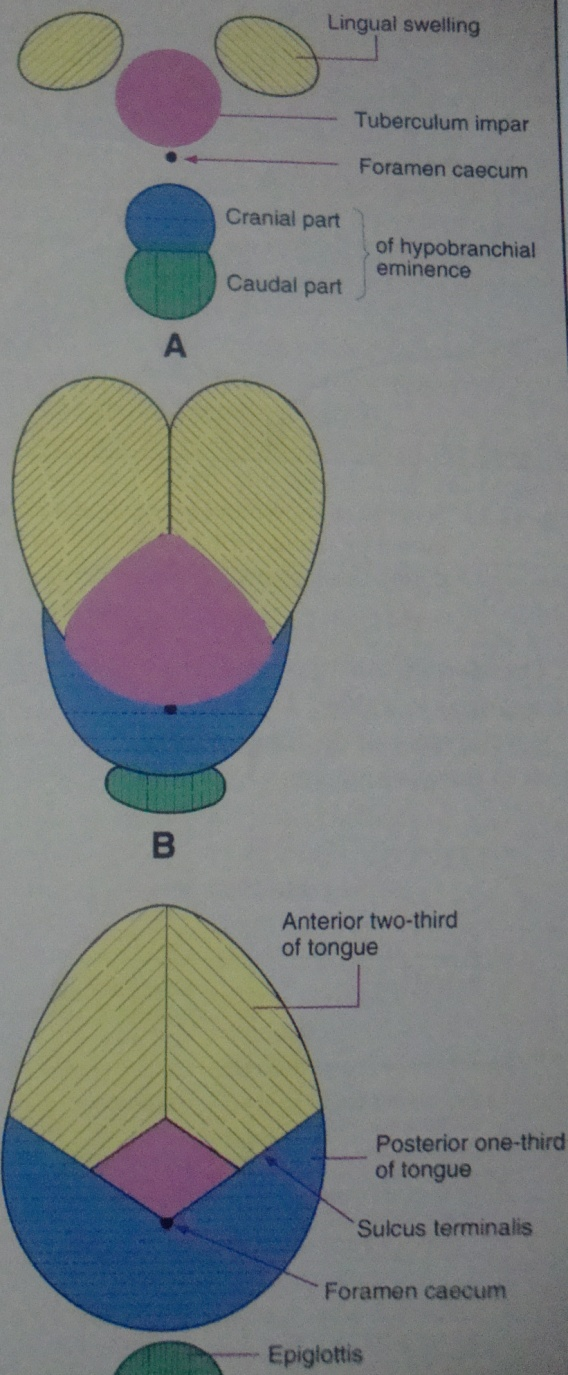 Lingual swelling
Tuberculum impar
Foramen caecum
Cranial part
of hypobranchial
eminence
Caudal part
A
B
Anterior two-third
of tongue
Posterior one-third
of tongue
Sulcus terminalis
Foramen caecum
Epiglottis